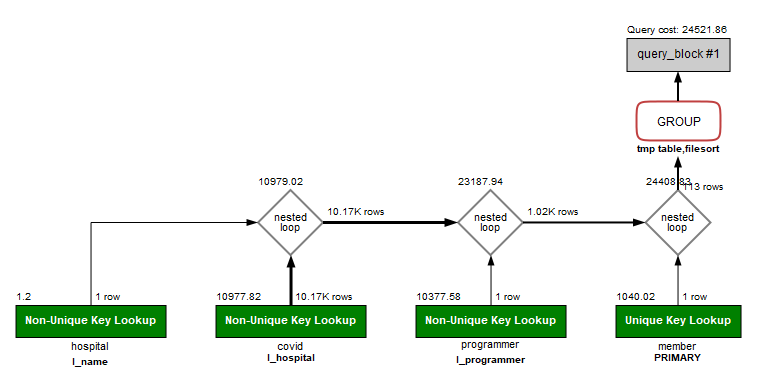 Query cost: 24521.86
query_block #1
GROUP
tmp table,filesort
10979.02
23187.94
24408.83
113 rows
nested
loop
10.17K rows
nested
loop
1.02K rows
nested
loop
1.2
1 row
10977.82
10.17K rows
10377.58
1 row
1040.02
1 row
Non-Unique Key Lookup
Non-Unique Key Lookup
Non-Unique Key Lookup
Unique Key Lookup
hospital
I_name
covid
I_hospital
programmer
I_programmer
member
PRIMARY